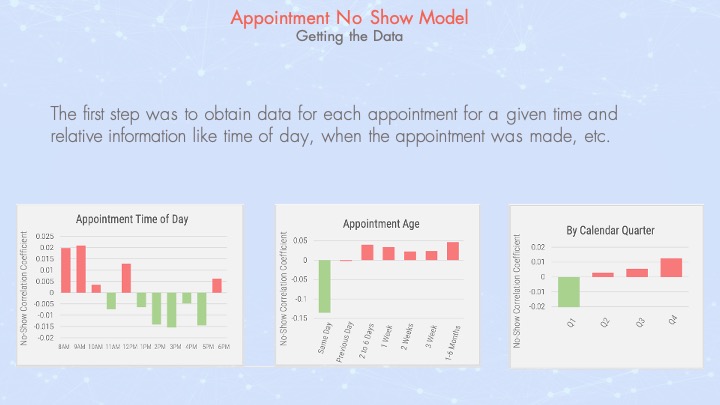 Appointment No Show Model
Getting the Data
The first step was to obtain data for each appointment for a given time and
relative information like time of day, when the appointment was made, etc.
Appointment Time of Day
No-Show Correlation Coefficient
0.025
0.02
0.015
0.01
0.005
0
-0.005
-0.01
-0.015
-0.02
8AM 9AM 10AM 11AM 12PM 1PM 2PM 3PM 4PM 5PM 6PM
Appointment Age
No-Show Correlation Coefficient
0.05
0
-0.05
-0.1
-0.15
Same Day
Previous Day
2 to 6 Days
1 Week
2 Weeks
3 Week
1-6 Months
By Calendar Quarter
No-Show Correlation Coefficient
0.02
0.01
0
-0.01
-0.02
Q1
Q2
Q3
Q4